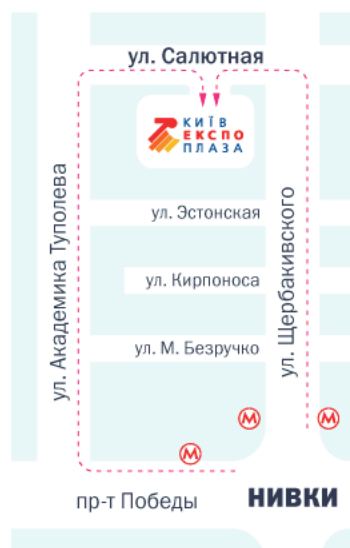 ул. Салютная
КИЇВ
ЕКСПО
ПЛАЗА
ул. Академика Туполева
ул. Щербакивского
ул. Эстонская
ул. Кирпоноса
ул. М. Безручко
М
М
М
пр-т Победы
НИВКИ